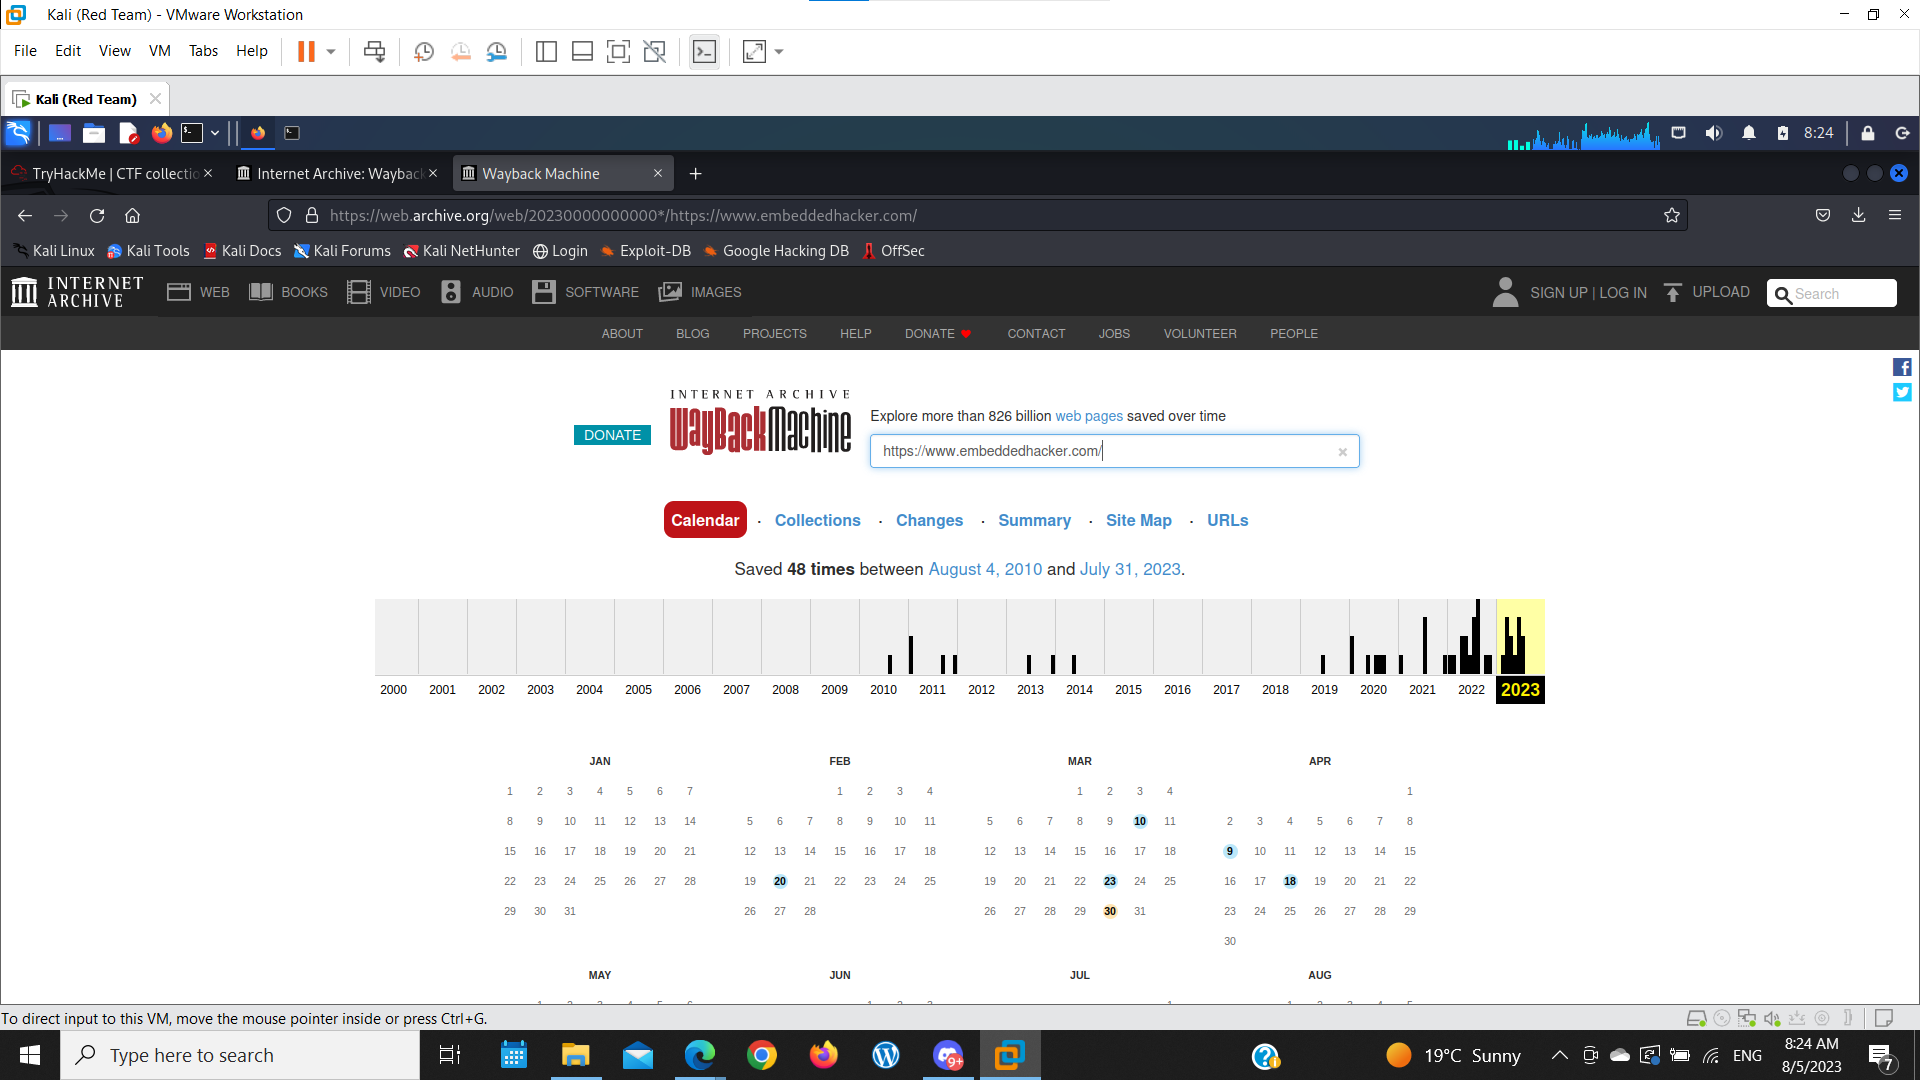 Kali (Red Team) - VMware Workstation
File Edit View VM Tabs Help
Kali (Red Team)
8:24
TryHackMe | CTF collectio
Internet Archive: Wayback
Wayback Machine
https://web.archive.org/web/20230000000000*/https://www.embeddedhacker.com/
Kali Linux Kali Tools Kali Docs Kali Forums Kali NetHunter Login Exploit-DB Google Hacking DB OffSec
INTERNET ARCHIVE WEB BOOKS VIDEO AUDIO SOFTWARE IMAGES SIGN UP | LOG IN UPLOAD Search
ABOUT BLOG PROJECTS HELP DONATE CONTACT JOBS VOLUNTEER PEOPLE
DONATE
INTERNET ARCHIVE
WayBackMachine
Explore more than 826 billion web pages saved over time
https://www.embeddedhacker.com/
Calendar · Collections · Changes · Summary · Site Map · URLs
Saved 48 times between August 4, 2010 and July 31, 2023.
2000 2001 2002 2003 2004 2005 2006 2007 2008 2009 2010 2011 2012 2013 2014 2015 2016 2017 2018 2019 2020 2021 2022 2023
JAN
1 2 3 4 5 6 7
8 9 10 11 12 13 14
15 16 17 18 19 20 21
22 23 24 25 26 27 28
29 30 31
FEB
1 2 3 4
5 6 7 8 9 10 11
12 13 14 15 16 17 18
19 20 21 22 23 24 25
26 27 28
MAR
1 2 3 4
5 6 7 8 9 10 11
12 13 14 15 16 17 18
19 20 21 22 23 24 25
26 27 28 29 30 31
APR
1
2 3 4 5 6 7 8
9 10 11 12 13 14 15
16 17 18 19 20 21 22
23 24 25 26 27 28 29
30
MAY
JUN
JUL
AUG
To direct input to this VM, move the mouse pointer inside or press Ctrl+G.
Type here to search
9+
19°C Sunny
ENG
8:24 AM
8/5/2023
7